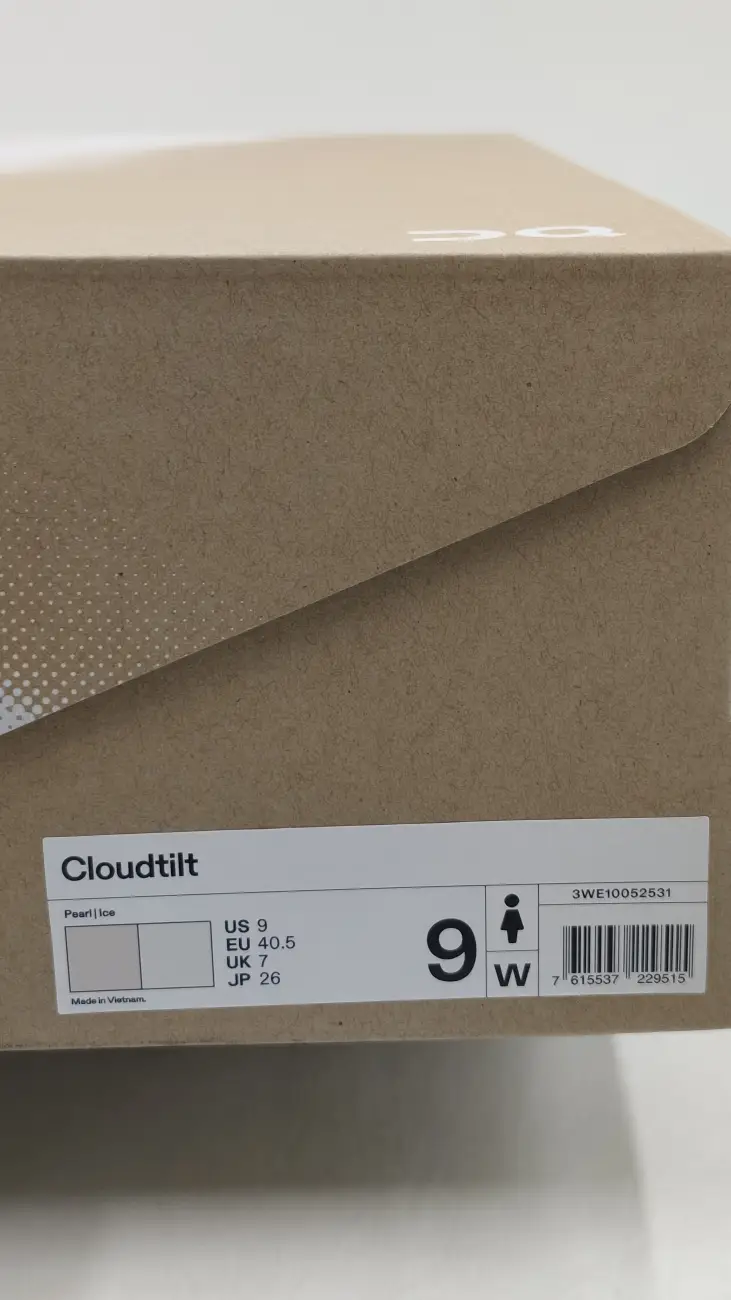 Cloudtilt
Pearl | Ice
US 9
EU 40.5
UK 7
JP 26
Made in Vietnam.
9
W
3WE10052531
7 615537 229515